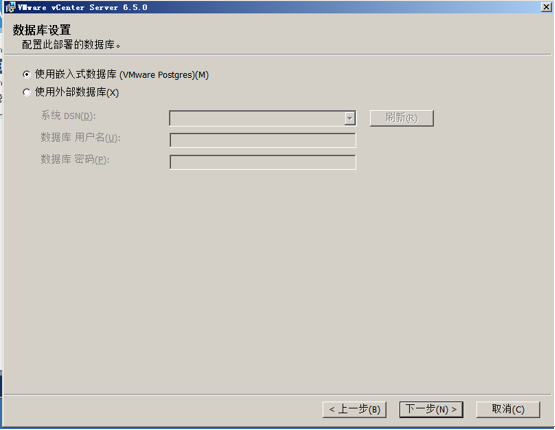 VMware vCenter Server 6.5.0
数据库设置
配置此部署的数据库。
使用嵌入式数据库 (VMware Postgres)(M)
使用外部数据库(X)
系统 DSN(D):
刷新(R)
数据库 用户名(U):
数据库 密码(P):
< 上一步(B)
下一步(N) >
取消(C)